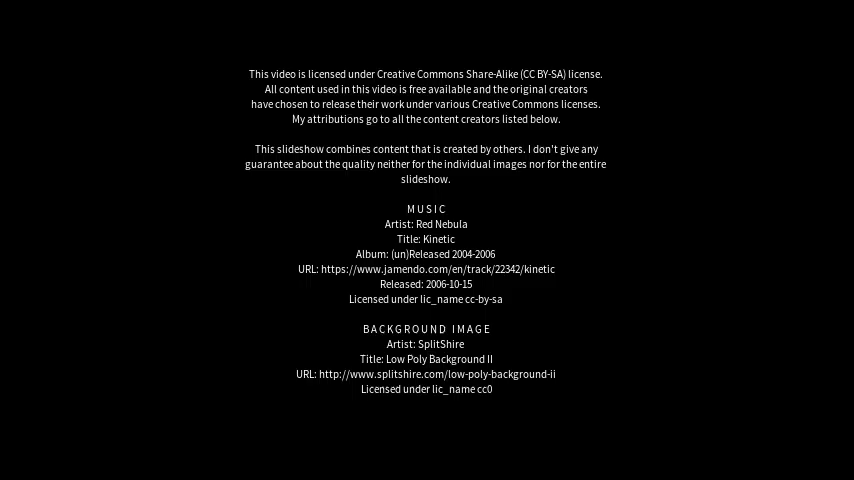 This video is licensed under Creative Commons Share-Alike (CC BY-SA) license.
All content used in this video is free available and the original creators
have chosen to release their work under various Creative Commons licenses.
My attributions go to all the content creators listed below.
This slideshow combines content that is created by others. I don't give any
guarantee about the quality neither for the individual images nor for the entire
slideshow.
MUSIC
Artist: Red Nebula
Title: Kinetic
Album: (un)Released 2004-2006
URL: https://www.jamendo.com/en/track/22342/kinetic
Released: 2006-10-15
Licensed under lic_name cc-by-sa
BACKGROUND IMAGE
Artist: SplitShire
Title: Low Poly Background II
URL: http://www.splitshire.com/low-poly-background-ii
Licensed under lic_name cc0